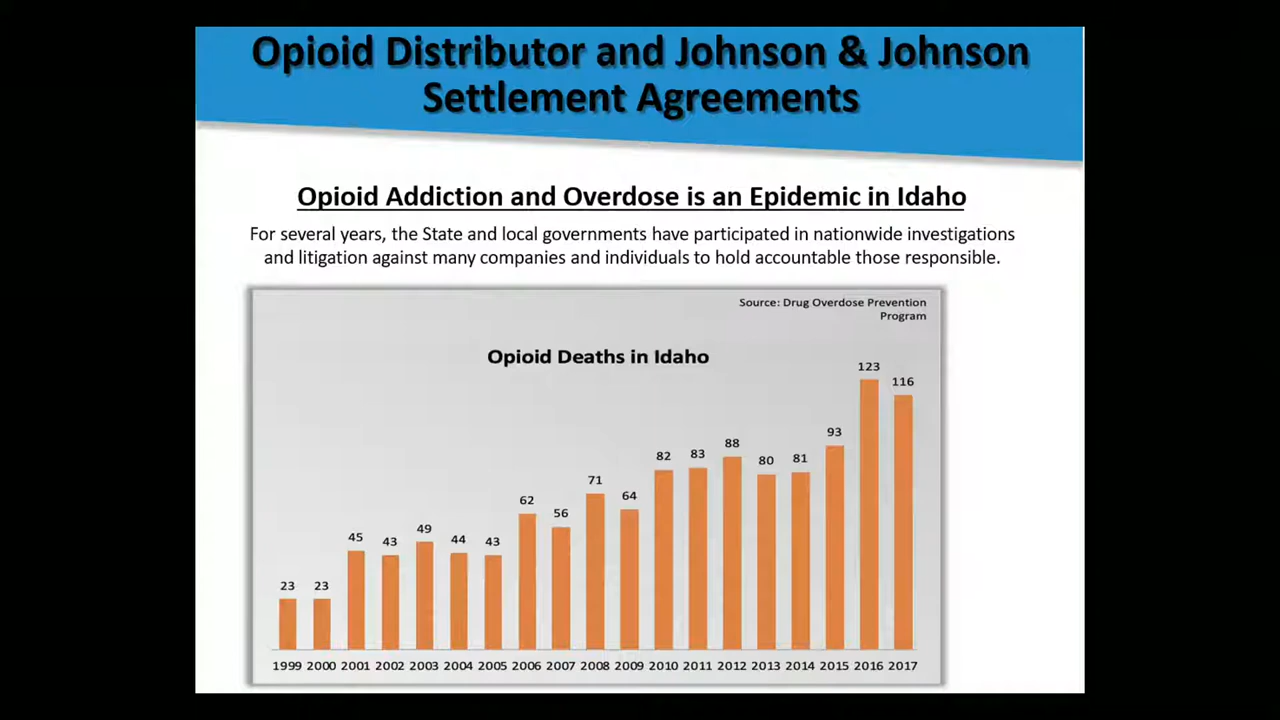 Opioid Distributor and Johnson & Johnson
Settlement Agreements
Opioid Addiction and Overdose is an Epidemic in Idaho
For several years, the State and local governments have participated in nationwide investigations
and litigation against many companies and individuals to hold accountable those responsible.
Source: Drug Overdose Prevention
Program
Opioid Deaths in Idaho
23 23 45 43 49 44 43 62 56 71 64 82 83 88 80 81 93 123 116
1999 2000 2001 2002 2003 2004 2005 2006 2007 2008 2009 2010 2011 2012 2013 2014 2015 2016 2017